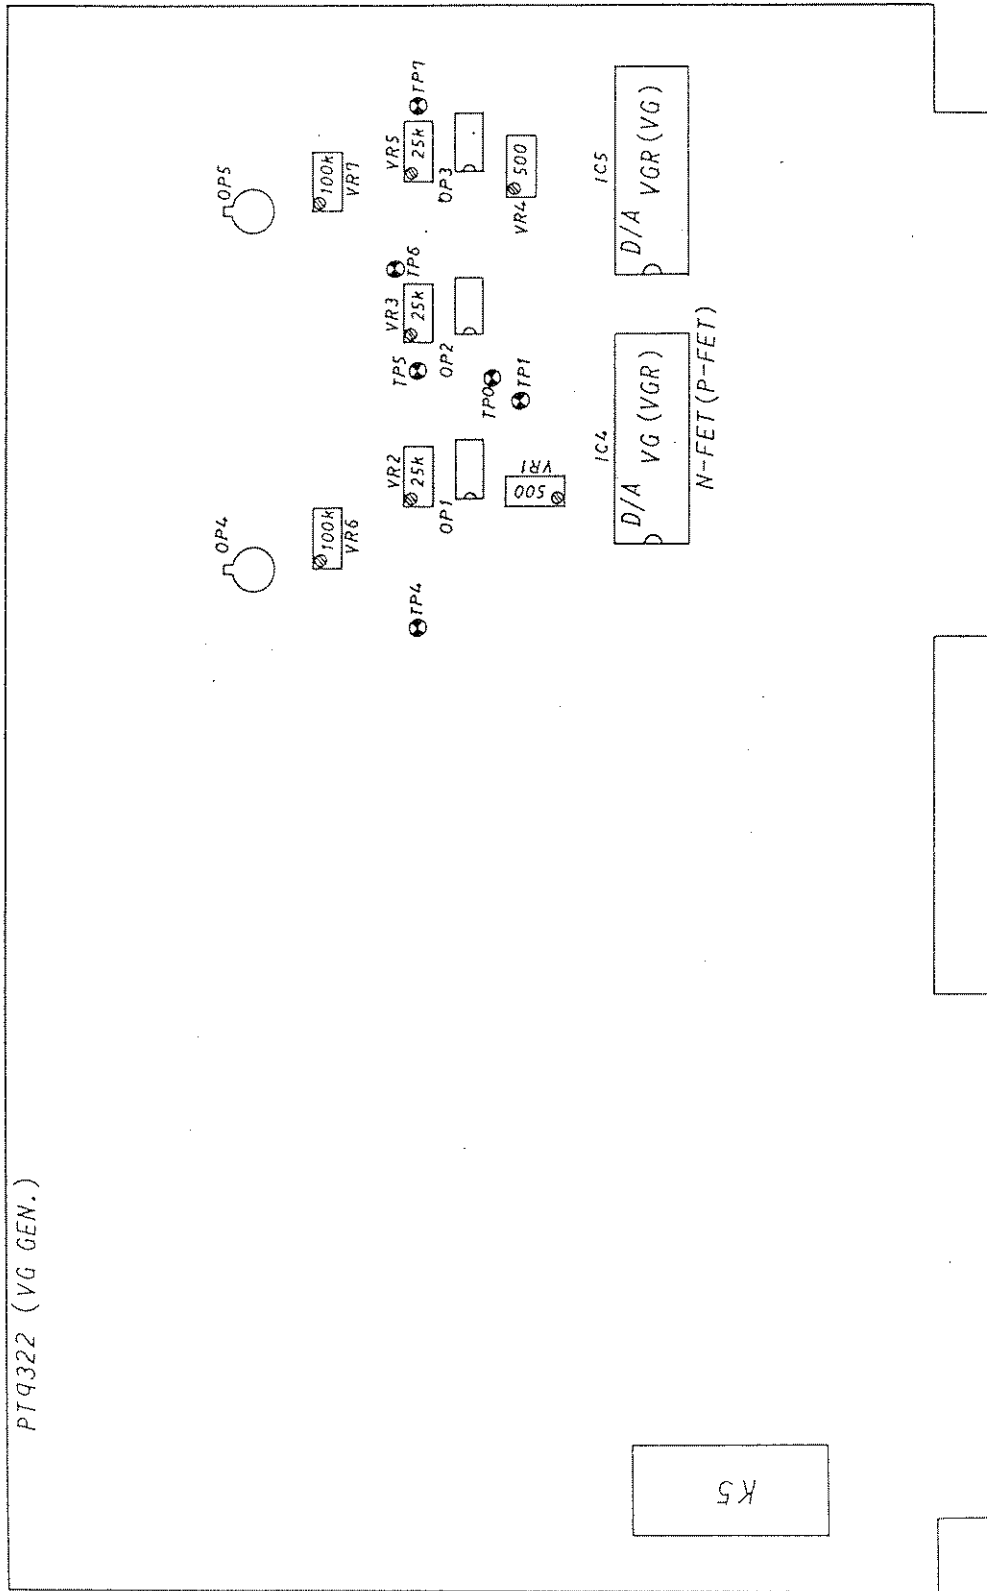 PT9322 (VG GEN.)
OP4
OP5
100k
VR6
100k
VR7
VR2
VR3
VR5
TP4
25k
TP5
25k
TP6
25k
TP7
OP1
OP2
OP3
TP0
TP1
500
VR1
500
VR4
IC4
IC5
D/A VG (VGR)
D/A VGR (VG)
N-FET (P-FET)
K5